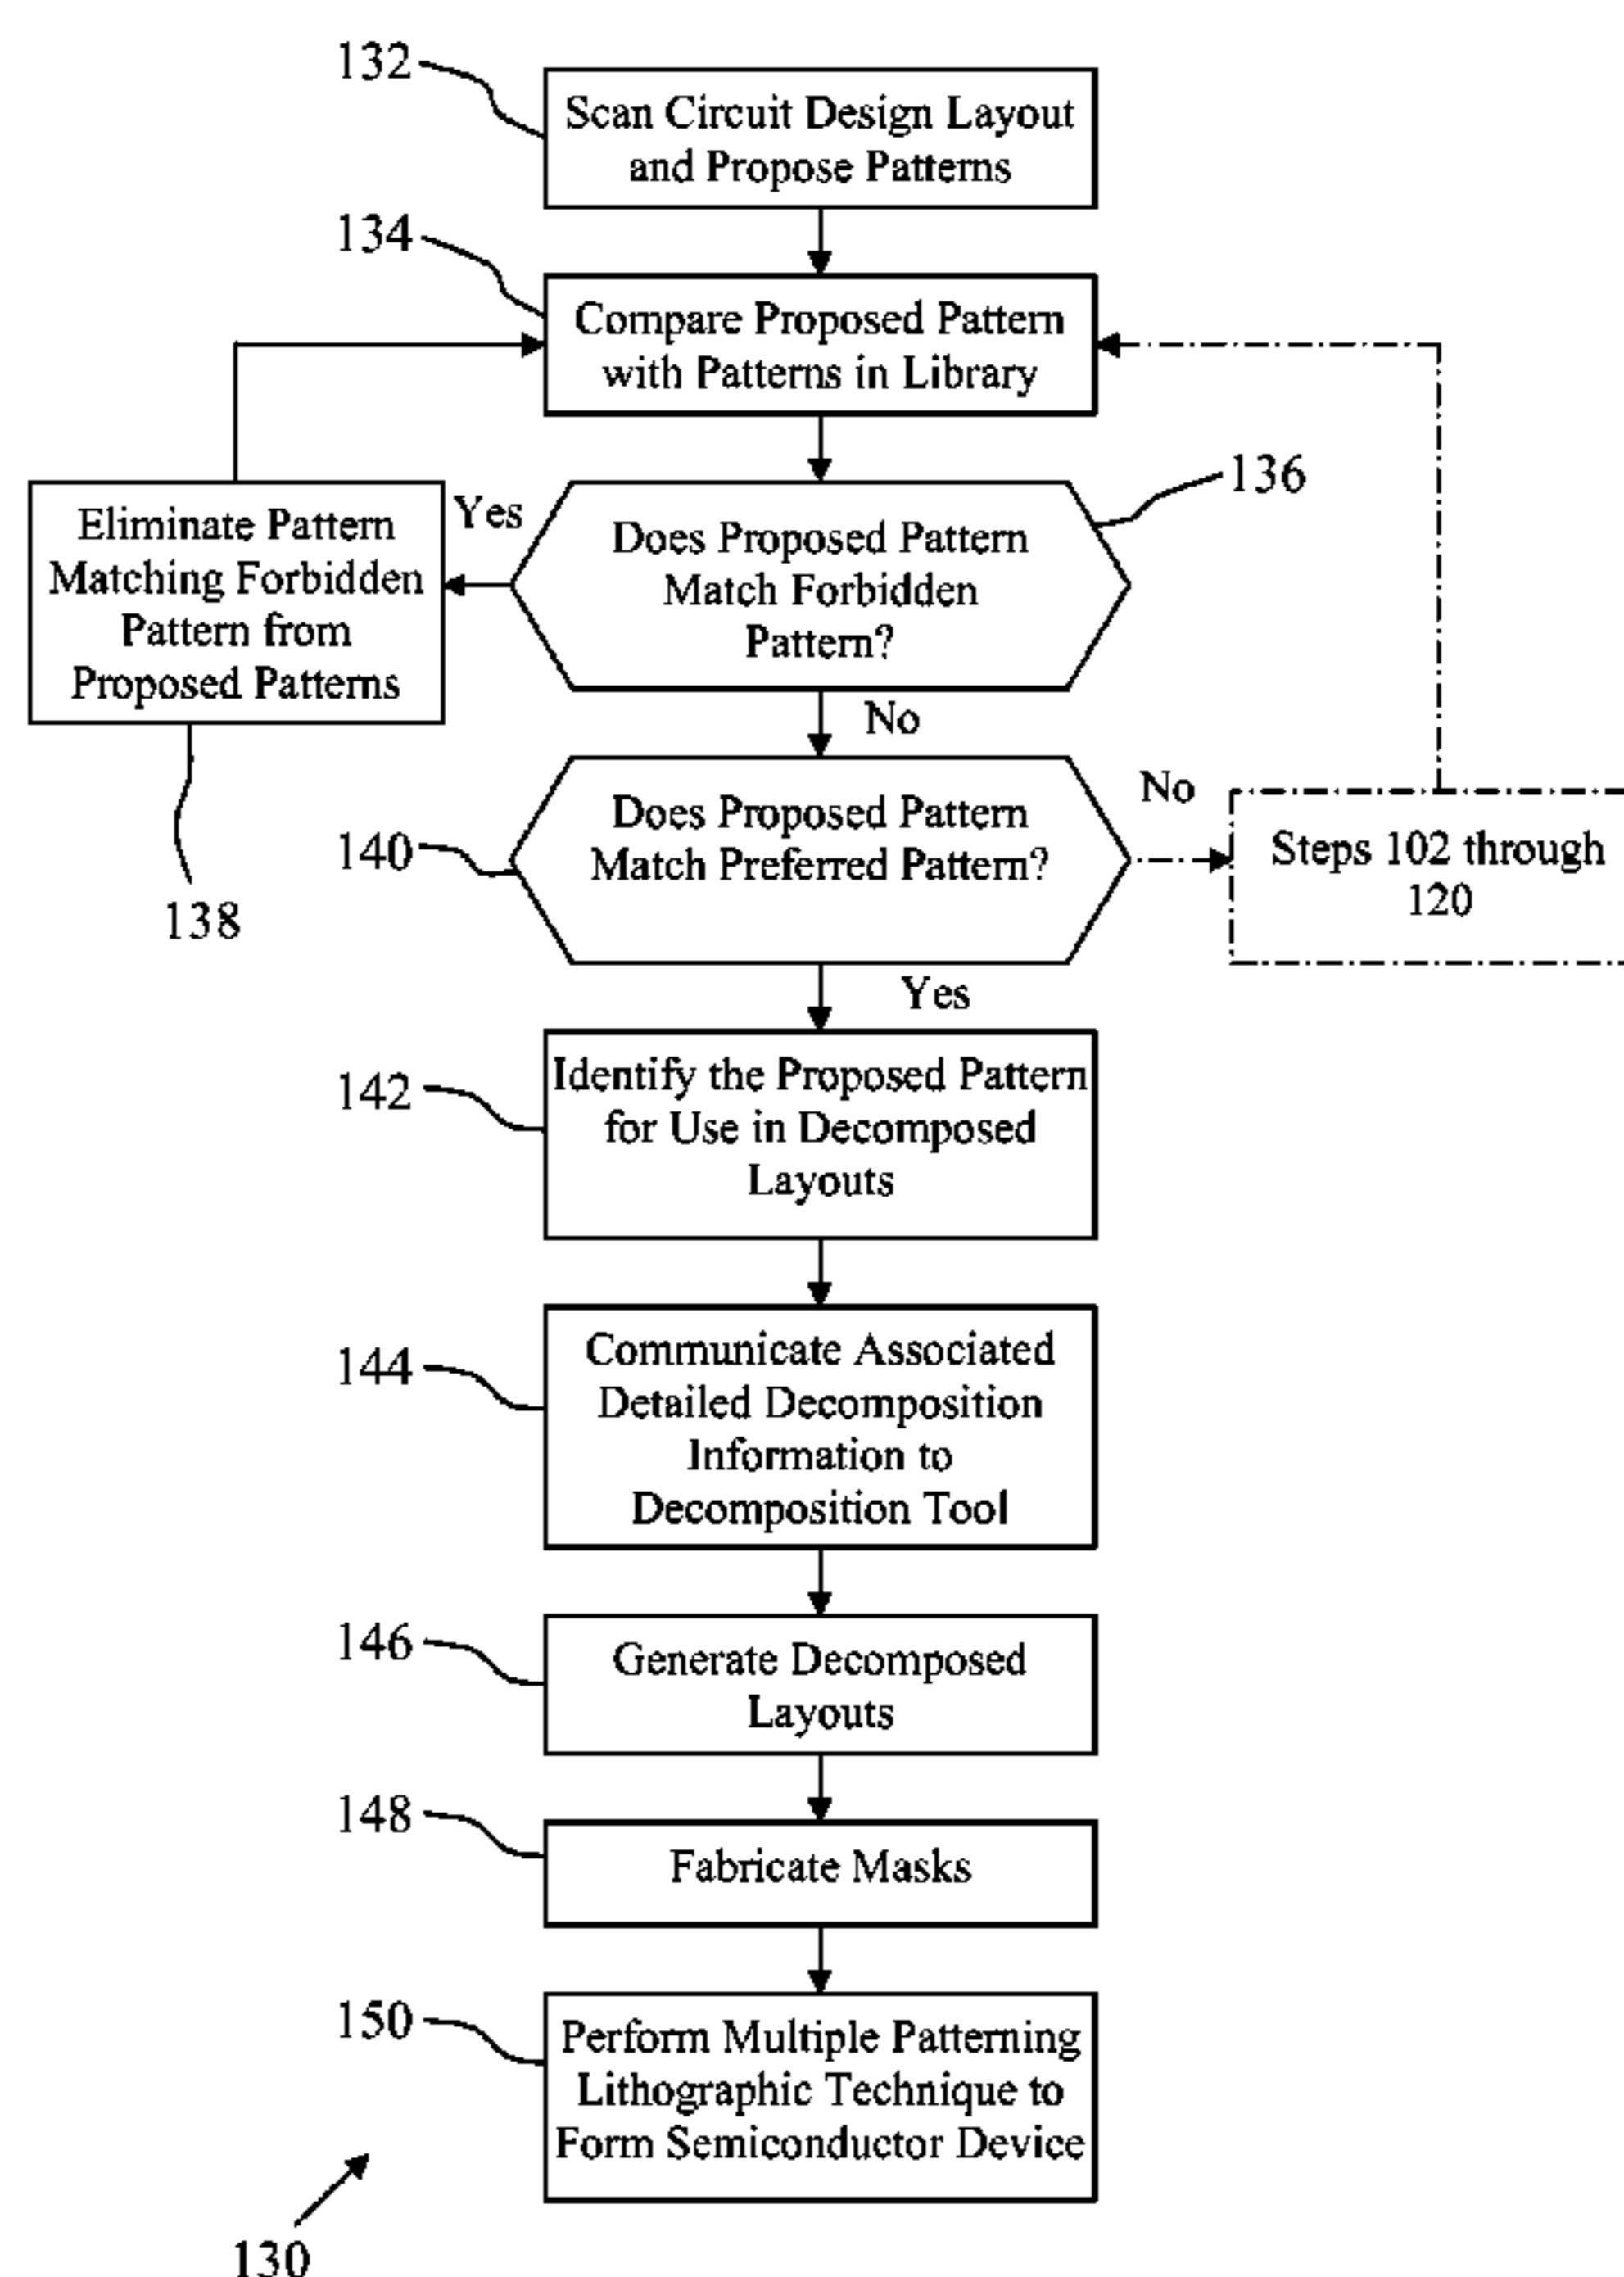 132
Scan Circuit Design Layout
and Propose Patterns
134
Compare Proposed Pattern
with Patterns in Library
136
Does Proposed Pattern
Match Forbidden
Pattern?
Yes
Eliminate Pattern
Matching Forbidden
Pattern from
Proposed Patterns
138
No
140
Does Proposed Pattern
Match Preferred Pattern?
No
Steps 102 through
120
Yes
142
Identify the Proposed Pattern
for Use in Decomposed
Layouts
144
Communicate Associated
Detailed Decomposition
Information to
Decomposition Tool
146
Generate Decomposed
Layouts
148
Fabricate Masks
150
Perform Multiple Patterning
Lithographic Technique to
Form Semiconductor Device
130